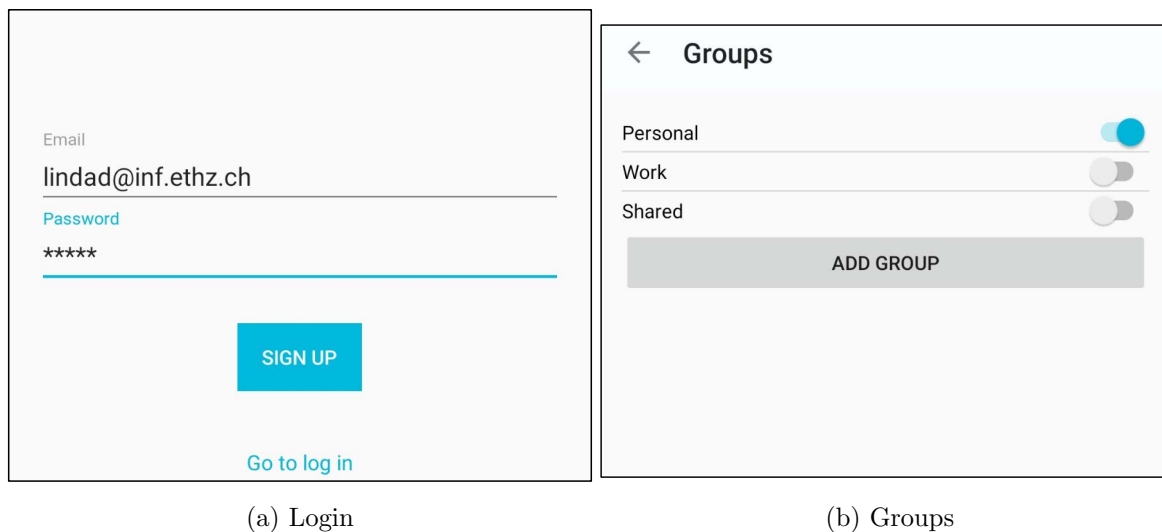 Email
lindad@inf.ethz.ch
Password
*****
SIGN UP
Go to log in
(a) Login
Groups
Personal
Work
Shared
ADD GROUP
(b) Groups